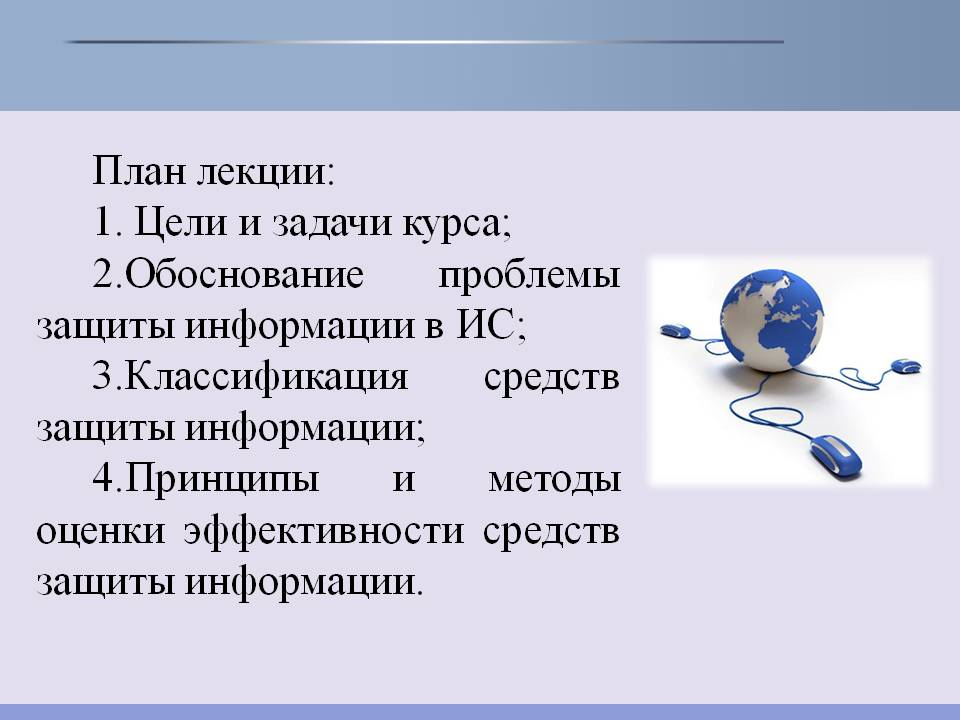 План лекции:
1. Цели и задачи курса;
2.Обоснование проблемы
защиты информации в ИС;
3.Классификация средств
защиты информации;
4.Принципы и методы
оценки эффективности средств
защиты информации.